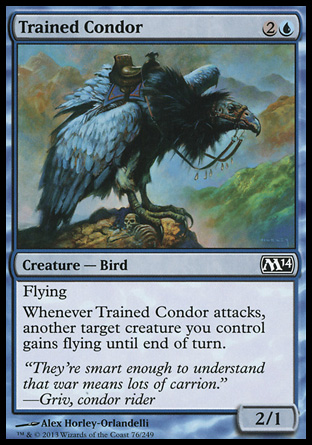 Trained Condor 2
Creature — Bird M14
Flying
Whenever Trained Condor attacks,
another target creature you control
gains flying until end of turn.
"They're smart enough to understand
that war means lots of carrion."
—Griv, condor rider
Alex Horley-Orlandelli
™ & © 2013 Wizards of the Coast 76/249
2/1